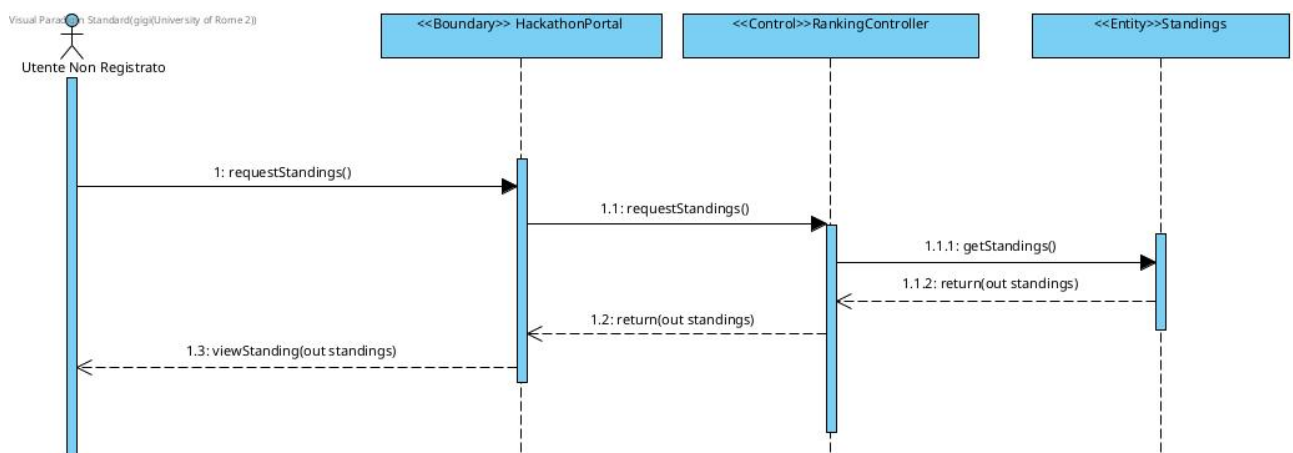 Visual Paradigm Standard(gigi(University of Rome 2))
<<Boundary>> HackathonPortal
<<Control>>RankingController
<<Entity>>Standings
Utente Non Registrato
1: requestStandings()
1.1: requestStandings()
1.1.1: getStandings()
1.1.2: return(out standings)
1.2: return(out standings)
1.3: viewStanding(out standings)